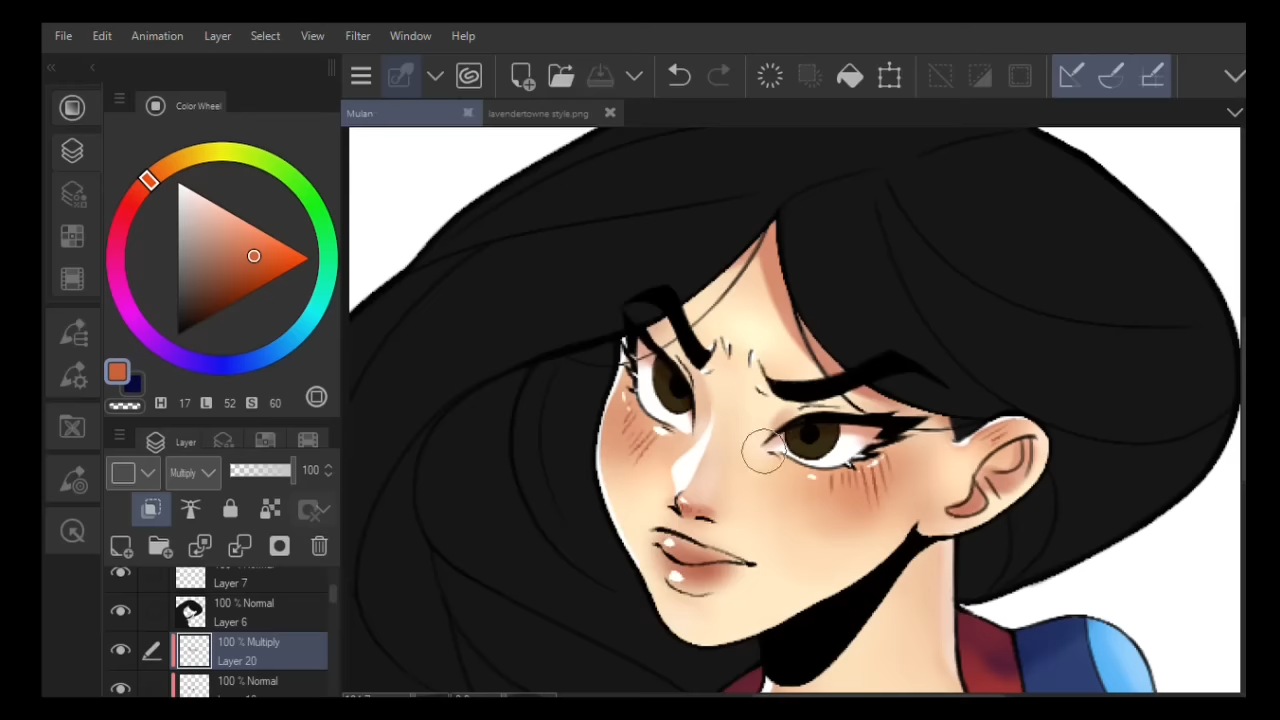 File Edit Animation Layer Select View Filter Window Help
Color Wheel
Mulan lavendertowne style.png
H 17 L 52 S 60
Layer
Multiply 100
Layer 7
100 % Normal
Layer 6
100 % Multiply
Layer 20
100 % Normal